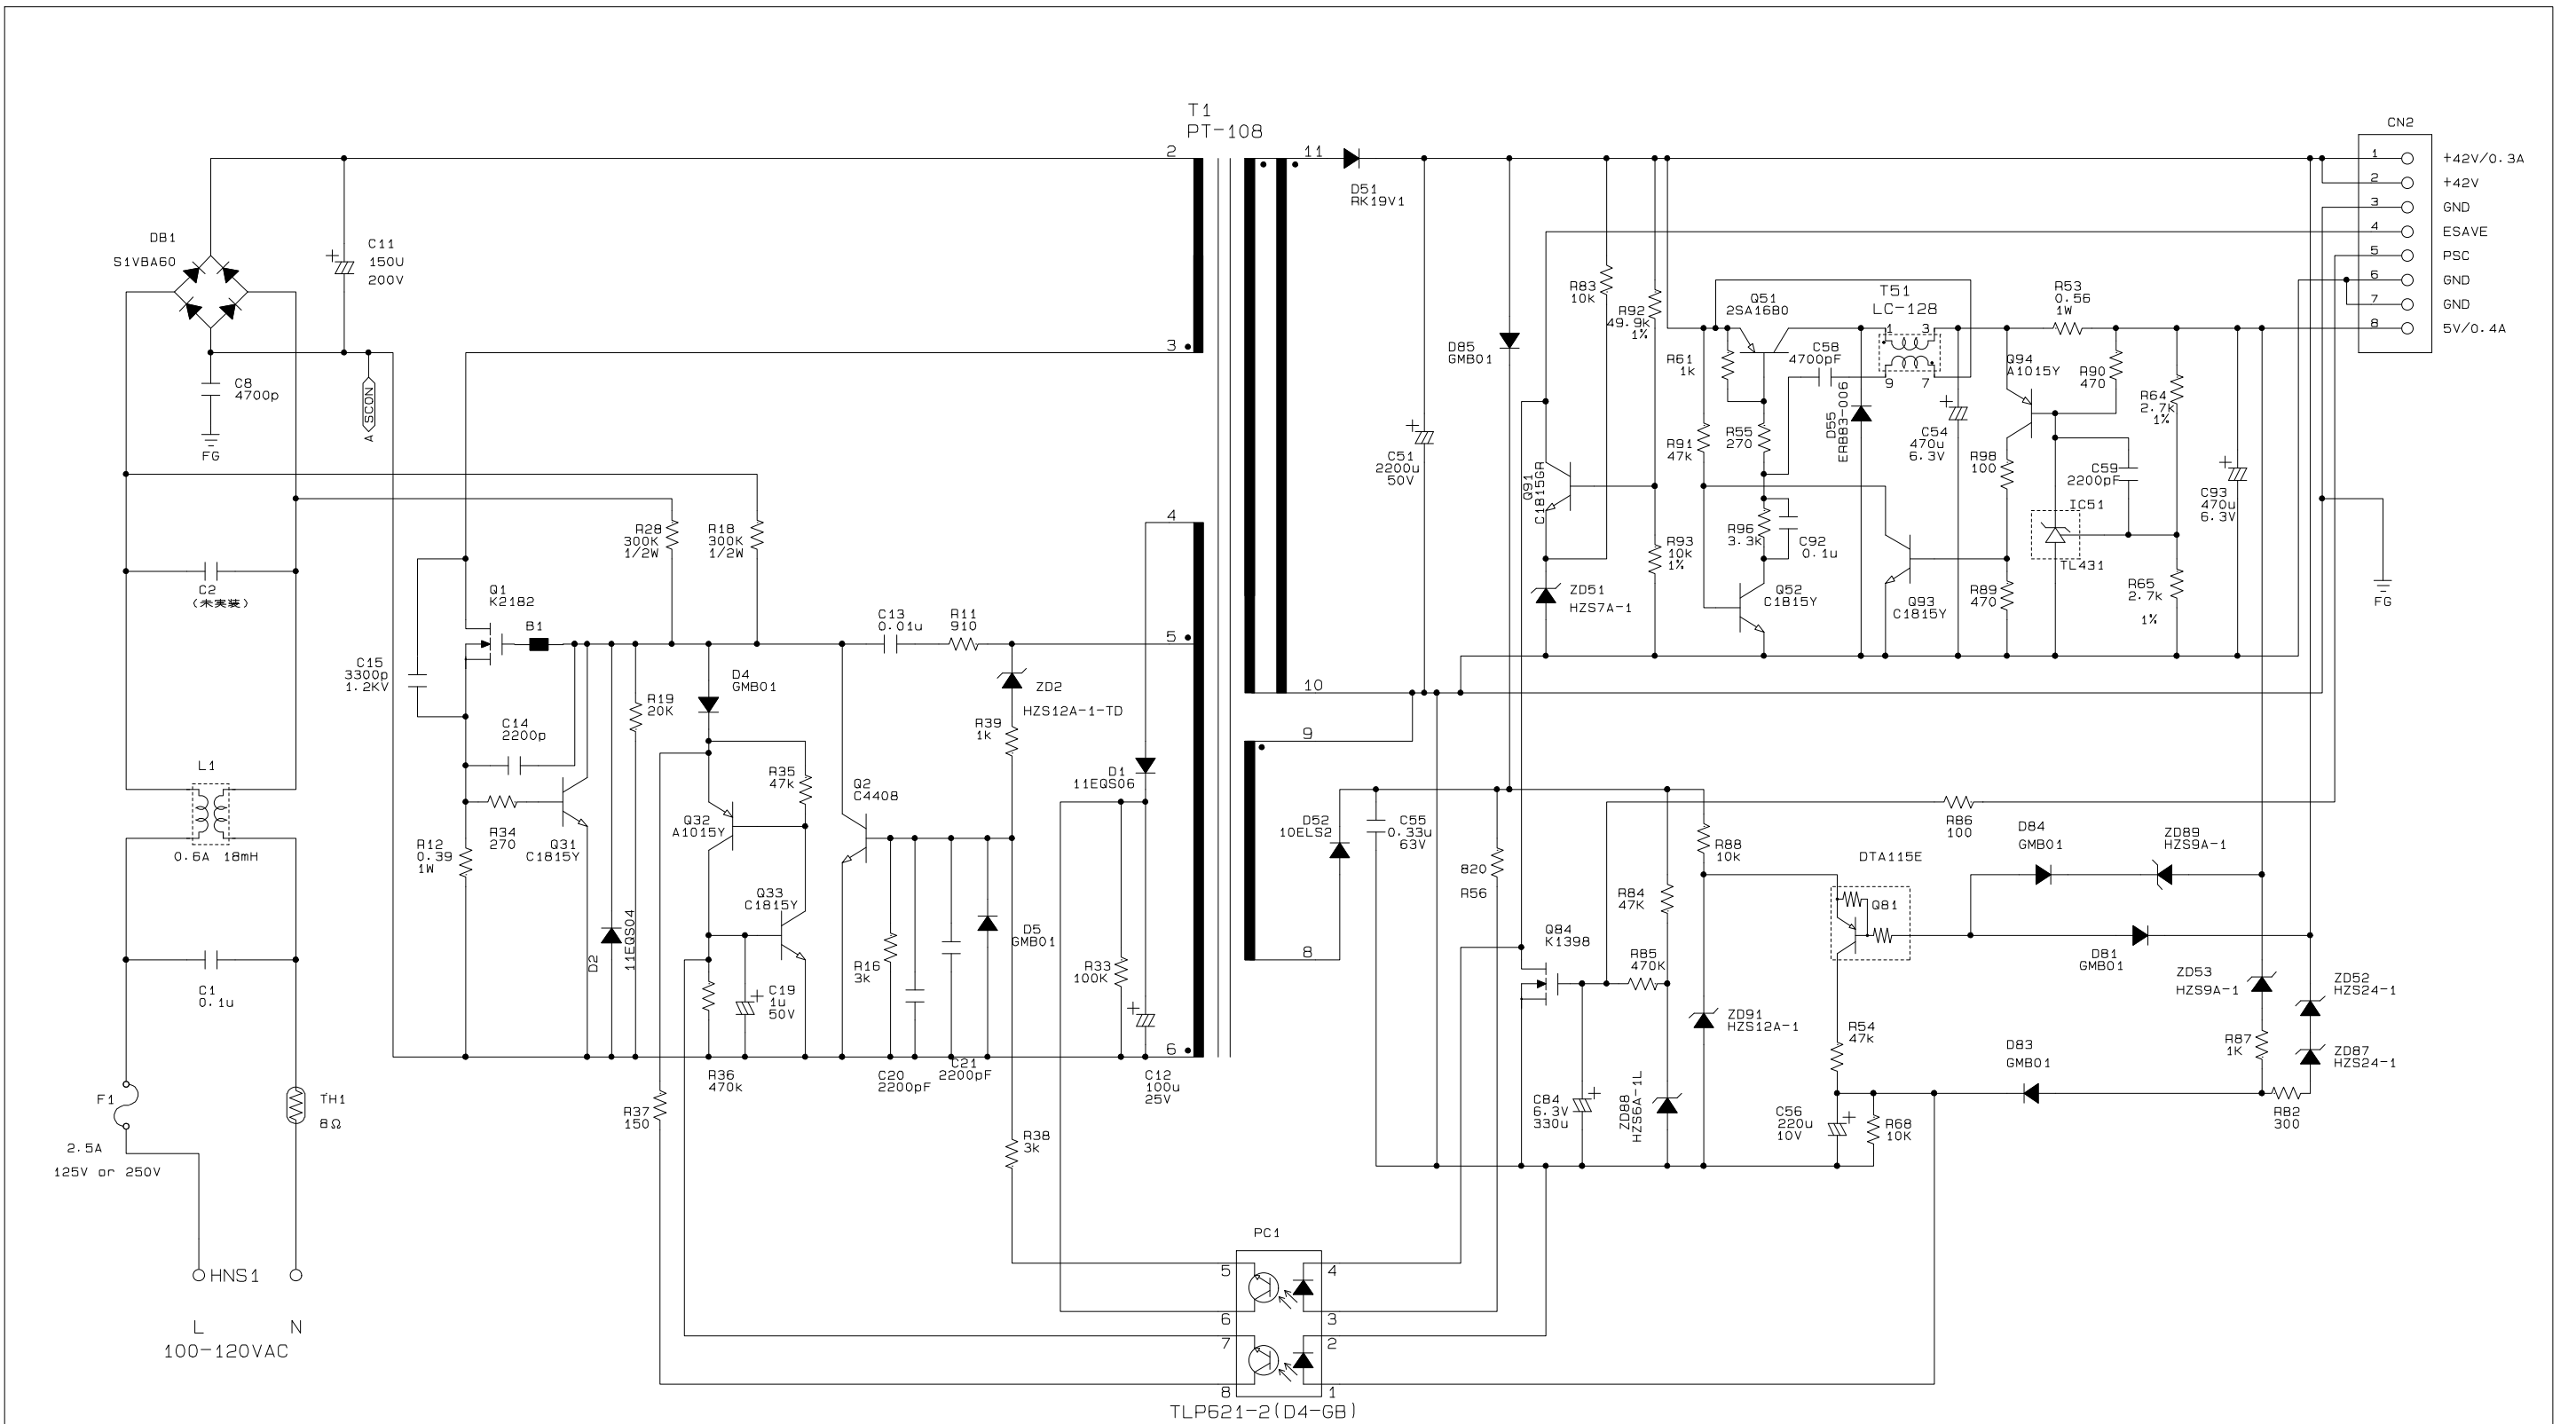 T1
PT-108
CN2
2
11
1
+42V/0.3A
2
+42V
3
GND
4
ESAVE
5
PSC
6
GND
7
GND
8
5V/0.4A
D51
RK19V1
DB1
S1VBA60
C11
150U
200V
C8
4700p
FG
A SCON
3
D85
GMB01
R83
10k
R92
49.9k
1%
Q51
2SA1680
T51
LC-128
1
3
9
7
R53
0.56
1W
R61
1k
C58
4700pF
D55
ERB83-006
Q94
A1015Y
R90
470
R64
2.7k
1%
R91
47k
R55
270
C54
470u
6.3V
R98
100
C59
2200pF
C93
470u
6.3V
IC51
TL431
C51
2200u
50V
Q91
C1815GR
R93
10k
1%
R96
3.3k
C92
0.1u
Q52
C1815Y
Q93
C1815Y
R89
470
R65
2.7k
1%
FG
ZD51
HZS7A-1
10
4
R28
300K
1/2W
R18
300K
1/2W
C2
(未実装)
Q1
K2182
B1
C13
0.01u
R11
910
5
C15
3300p
1.2KV
C14
2200p
R19
20K
D4
GMB01
ZD2
HZS12A-1-TD
R39
1k
L1
0.6A 18mH
R12
0.39
1W
R34
270
Q31
C1815Y
Q32
A1015Y
R35
47k
Q2
C4408
D1
11EQS06
9
D52
10ELS2
C55
0.33u
63V
820
R56
R86
100
R88
10k
DTA115E
Q81
D84
GMB01
ZD89
HZS9A-1
Q33
C1815Y
D2
11EQS04
R16
3k
D5
GMB01
R33
100K
8
Q84
K1398
R84
47K
R85
470K
D81
GMB01
ZD53
HZS9A-1
ZD52
HZS24-1
C1
0.1u
C19
1u
50V
ZD91
HZS12A-1
R54
47k
D83
GMB01
R87
1K
ZD87
HZS24-1
6
R36
470k
C20
2200pF
C21
2200pF
C12
100u
25V
F1
2.5A
125V or 250V
TH1
8Ω
R37
150
R38
3k
C84
6.3V
330u
ZD88
HZS6A-1L
C56
220u
10V
R68
10K
R82
300
PC1
5
4
6
3
7
2
8
1
TLP621-2(D4-GB)
HNS1
L
N
100-120VAC